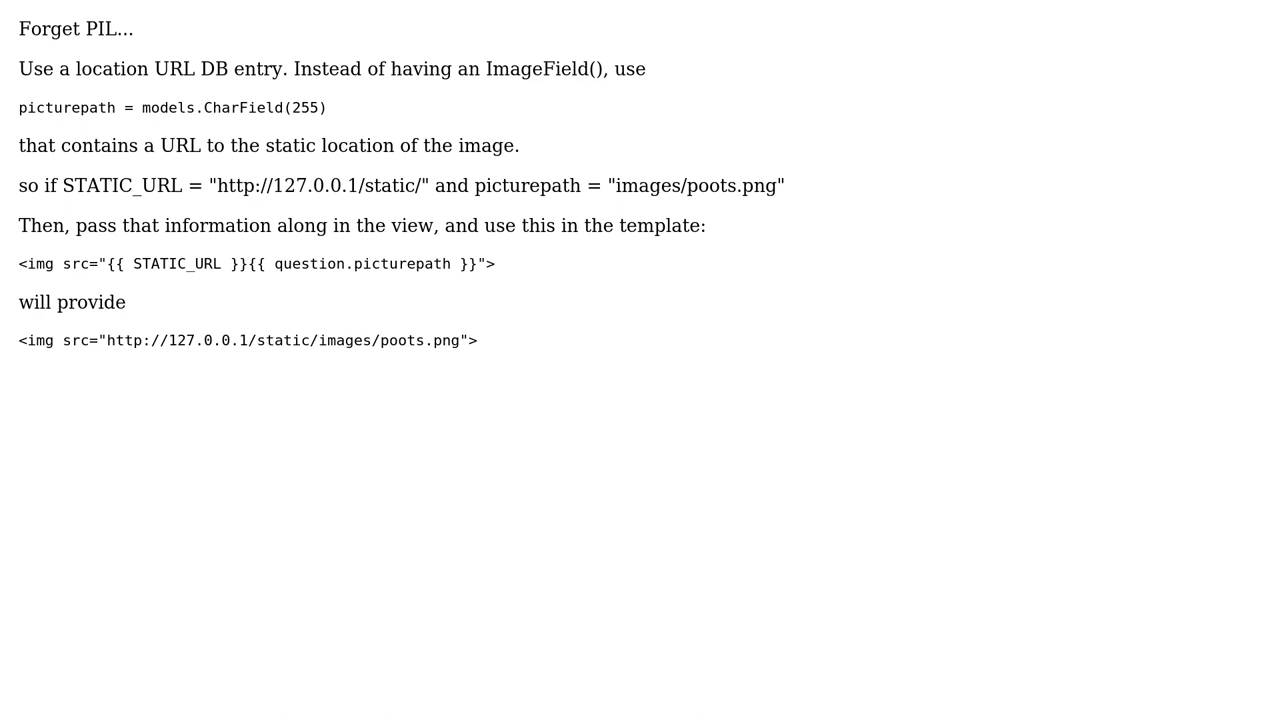 Forget PIL...
Use a location URL DB entry. Instead of having an ImageField(), use
picturepath = models.CharField(255)
that contains a URL to the static location of the image.
so if STATIC_URL = "http://127.0.0.1/static/" and picturepath = "images/poots.png"
Then, pass that information along in the view, and use this in the template:
<img src="{{ STATIC_URL }}{{ question.picturepath }}">
will provide
<img src="http://127.0.0.1/static/images/poots.png">